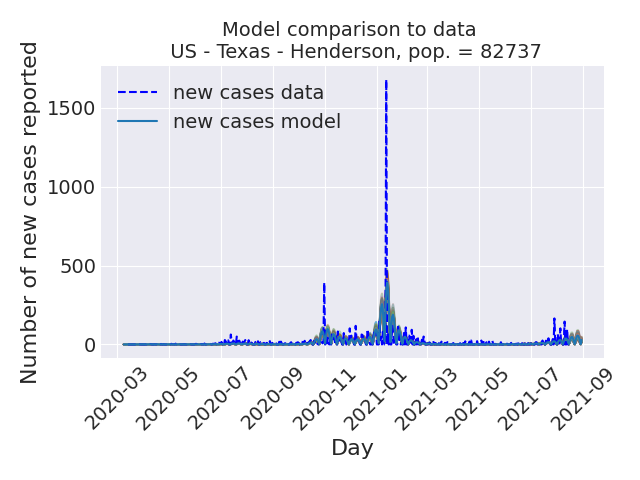 Model comparison to data
US - Texas - Henderson, pop. = 82737
Number of new cases reported
1500
1000
500
0
new cases data
new cases model
2020-03
2020-05
2020-07
2020-09
2020-11
2021-01
2021-03
2021-05
2021-07
2021-09
Day